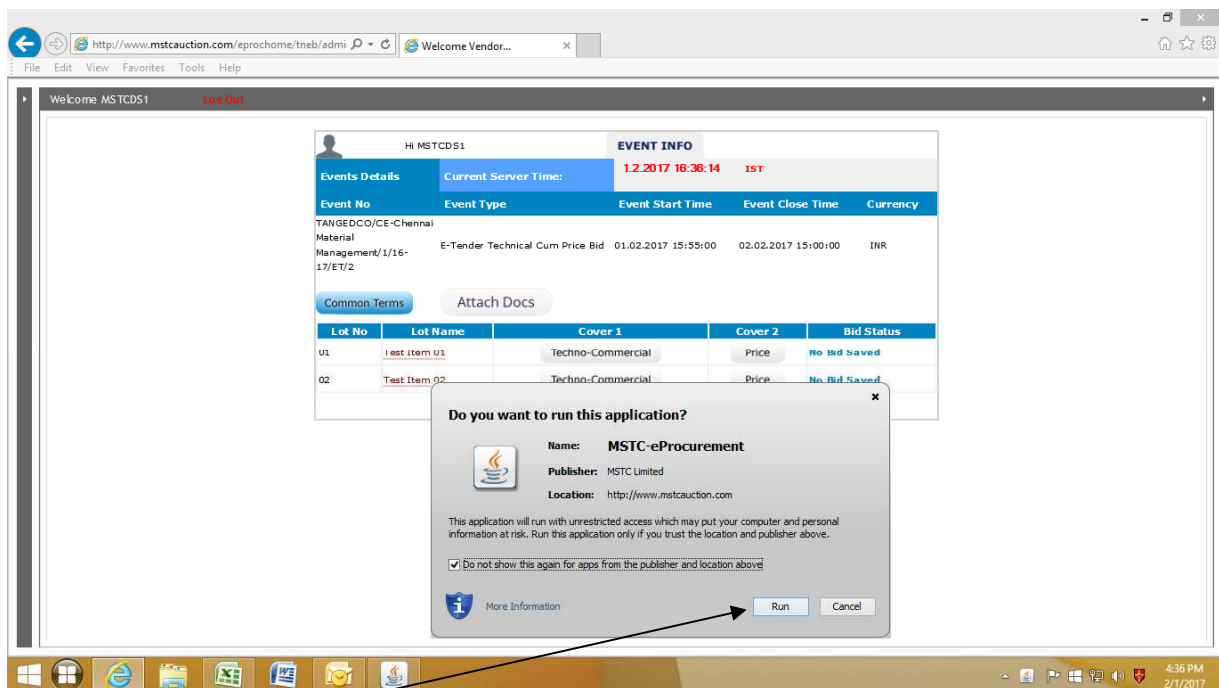 http://www.mstcauction.com/eprochome/tneb/admi
Welcome Vendor...
File Edit View Favorites Tools Help
Welcome MSTCDS1 Log Out
Hi MSTCDS1 EVENT INFO
Events Details Current Server Time: 1.2.2017 16:36:14 IST
Event No Event Type Event Start Time Event Close Time Currency
TANGEDCO/CE-Chennai
Material
Management/1/16-
17/ET/2
E-Tender Technical Cum Price Bid 01.02.2017 15:55:00 02.02.2017 15:00:00 INR
Common Terms Attach Docs
Lot No Lot Name Cover 1 Cover 2 Bid Status
01 Test Item 01 Techno-Commercial Price No Bid Saved
02 Test Item 02 Techno-Commercial Price No Bid Saved
Do you want to run this application?
Name: MSTC-eProcurement
Publisher: MSTC Limited
Location: http://www.mstcauction.com
This application will run with unrestricted access which may put your computer and personal
information at risk. Run this application only if you trust the location and publisher above.
Do not show this again for apps from the publisher and location above
More Information Run Cancel
4:36 PM
2/1/2017